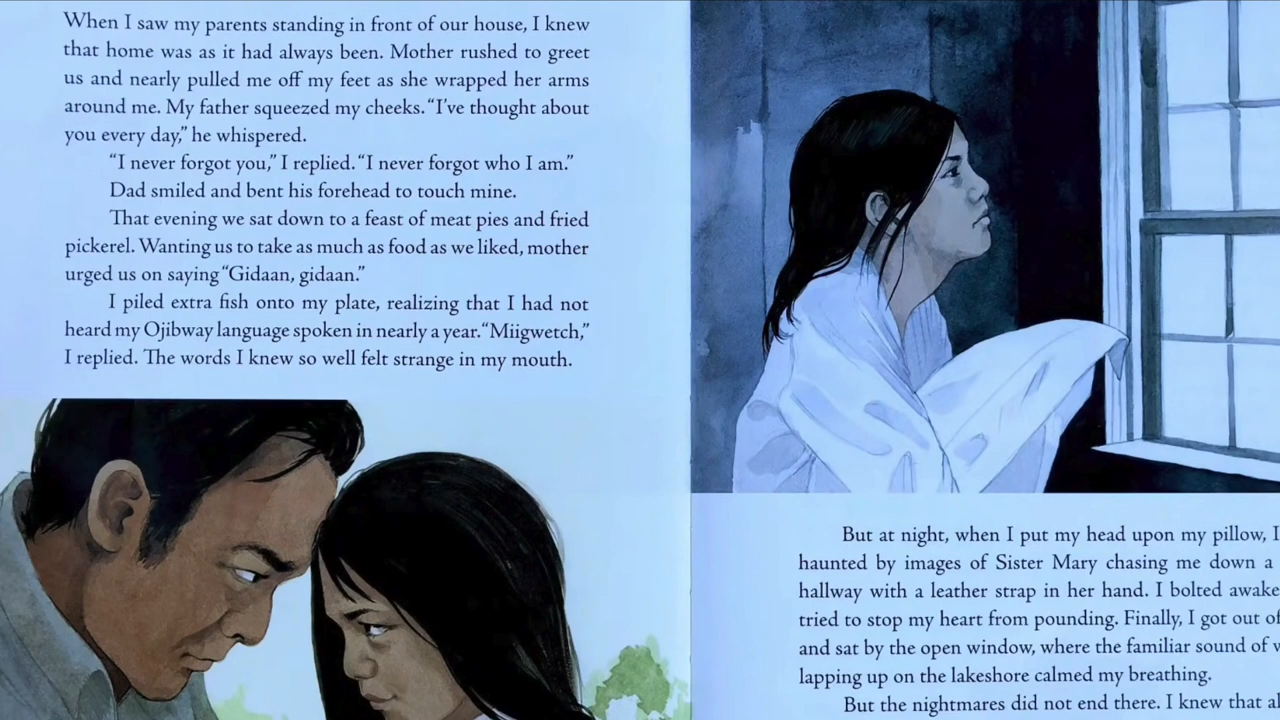 When I saw my parents standing in front of our house, I knew
that home was as it had always been. Mother rushed to greet
us and nearly pulled me off my feet as she wrapped her arms
around me. My father squeezed my cheeks. “I’ve thought about
you every day,” he whispered.
“I never forgot you,” I replied. “I never forgot who I am.”
Dad smiled and bent his forehead to touch mine.
That evening we sat down to a feast of meat pies and fried
pickerel. Wanting us to take as much as food as we liked, mother
urged us on saying “Gidaan, gidaan.”
I piled extra fish onto my plate, realizing that I had not
heard my Ojibway language spoken in nearly a year. “Miigwetch,”
I replied. The words I knew so well felt strange in my mouth.
But at night, when I put my head upon my pillow, I
haunted by images of Sister Mary chasing me down a
hallway with a leather strap in her hand. I bolted awake
tried to stop my heart from pounding. Finally, I got out of
and sat by the open window, where the familiar sound of
lapping up on the lakeshore calmed my breathing.
But the nightmares did not end there. I knew that